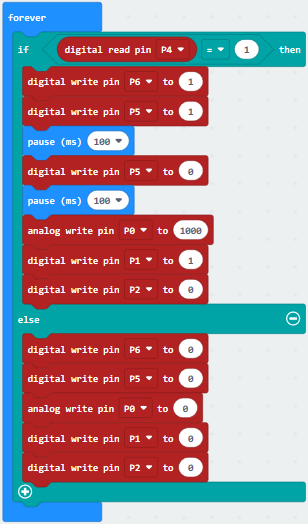 forever
if digital read pin P4 = 1 then
digital write pin P6 to 1
digital write pin P5 to 1
pause (ms) 100
digital write pin P5 to 0
pause (ms) 100
analog write pin P0 to 1000
digital write pin P1 to 1
digital write pin P2 to 0
else
digital write pin P6 to 0
digital write pin P5 to 0
analog write pin P0 to 0
digital write pin P1 to 0
digital write pin P2 to 0